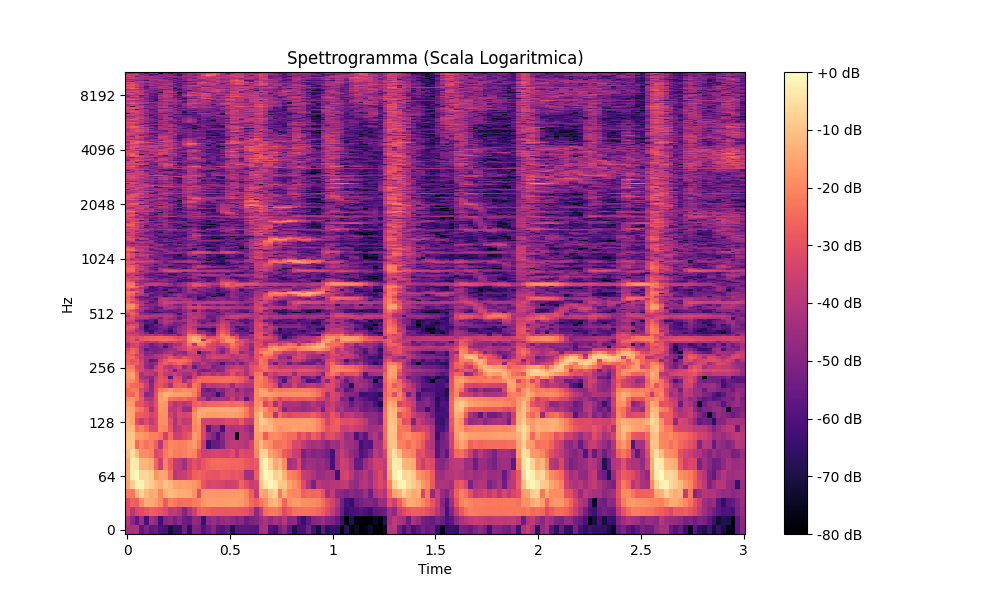 Spettrogramma (Scala Logaritmica)
Hz
8192
4096
2048
1024
512
256
128
64
0
0
0.5
1
1.5
2
2.5
3
Time
+0 dB
-10 dB
-20 dB
-30 dB
-40 dB
-50 dB
-60 dB
-70 dB
-80 dB